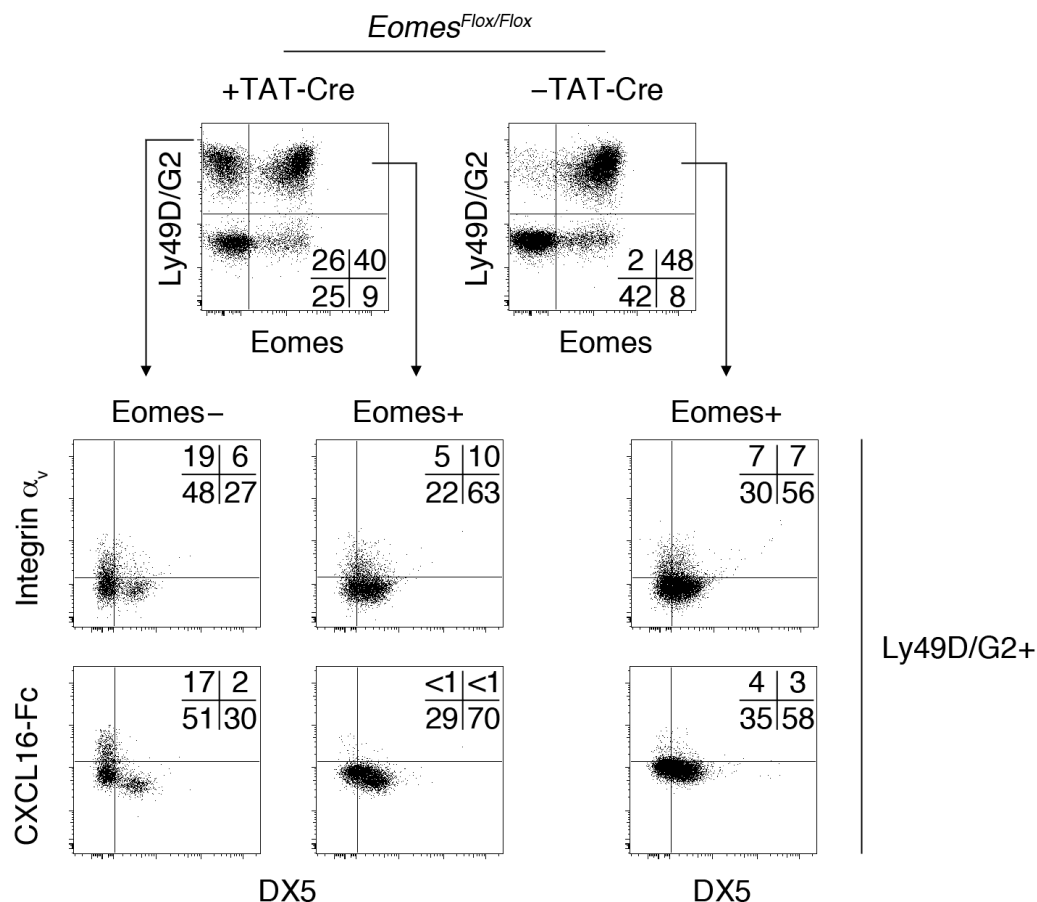 Eomes^Flox/Flox
+TAT-Cre
−TAT-Cre
Ly49D/G2
26 40
25 9
Eomes
Ly49D/G2
2 48
42 8
Eomes
Eomes−
Eomes+
Eomes+
Integrin αv
19 6
48 27
5 10
22 63
7 7
30 56
Ly49D/G2+
CXCL16-Fc
17 2
51 30
<1 <1
29 70
4 3
35 58
DX5
DX5